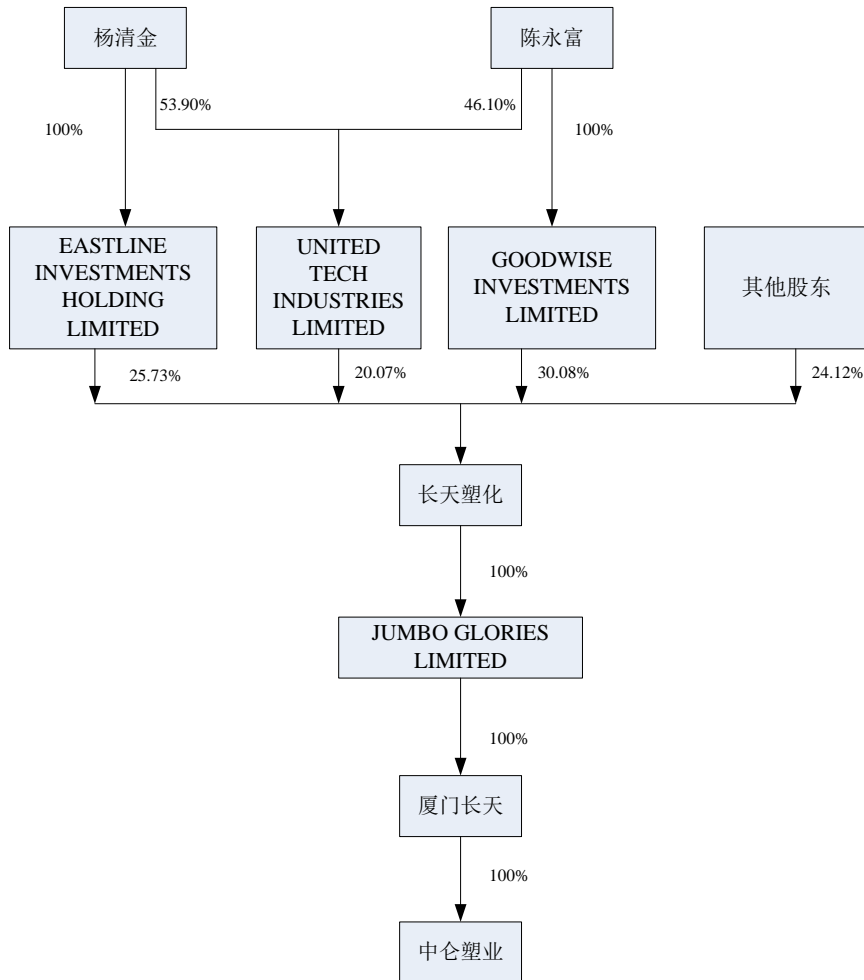 杨清金
陈永富
53.90%
46.10%
100%
100%
EASTLINE
INVESTMENTS
HOLDING
LIMITED
UNITED
TECH
INDUSTRIES
LIMITED
GOODWISE
INVESTMENTS
LIMITED
其他股东
25.73%
20.07%
30.08%
24.12%
长天塑化
100%
JUMBO GLORIES
LIMITED
100%
厦门长天
100%
中仑塑业